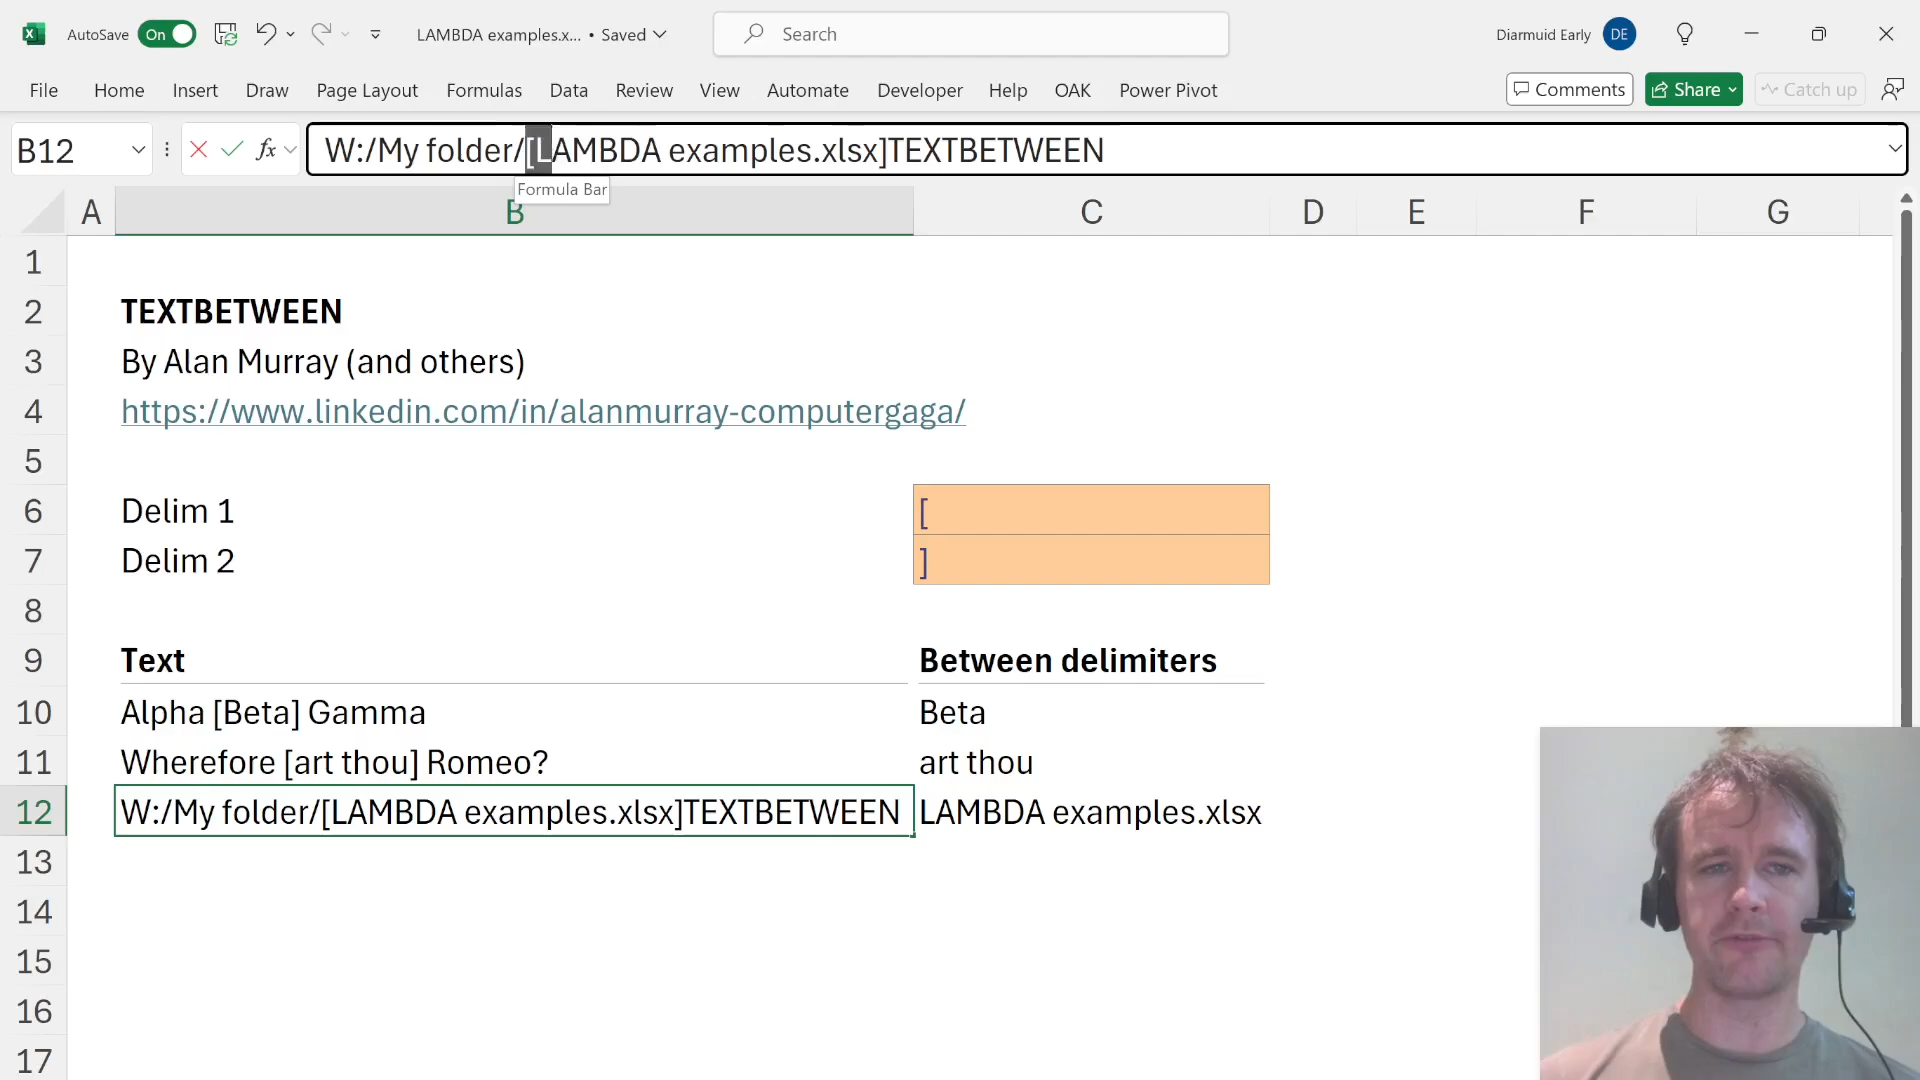 AutoSave On LAMBDA examples.x... • Saved Search Diarmuid Early DE
File Home Insert Draw Page Layout Formulas Data Review View Automate Developer Help OAK Power Pivot Comments Share Catch up
B12 fx W:/My folder/[LAMBDA examples.xlsx]TEXTBETWEEN
Formula Bar
A B C D E F G
1
2 TEXTBETWEEN
3 By Alan Murray (and others)
4 https://www.linkedin.com/in/alanmurray-computergaga/
5
6 Delim 1 [
7 Delim 2 ]
8
9 Text Between delimiters
10 Alpha [Beta] Gamma Beta
11 Wherefore [art thou] Romeo? art thou
12 W:/My folder/[LAMBDA examples.xlsx]TEXTBETWEEN LAMBDA examples.xlsx
13
14
15
16
17